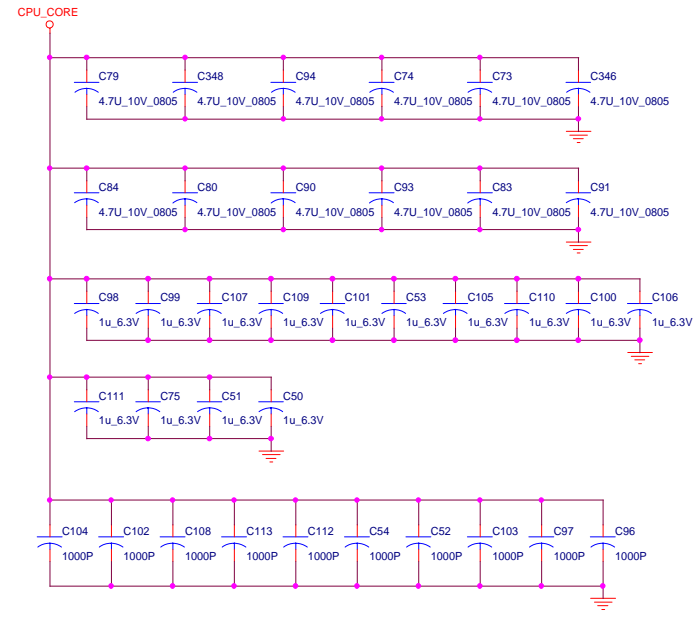 CPU_CORE
C79 C348 C94 C74 C73 C346
4.7U_10V_0805 4.7U_10V_0805 4.7U_10V_0805 4.7U_10V_0805 4.7U_10V_0805 4.7U_10V_0805
C84 C80 C90 C93 C83 C91
4.7U_10V_0805 4.7U_10V_0805 4.7U_10V_0805 4.7U_10V_0805 4.7U_10V_0805 4.7U_10V_0805
C98 C99 C107 C109 C101 C53 C105 C110 C100 C106
1u_6.3V 1u_6.3V 1u_6.3V 1u_6.3V 1u_6.3V 1u_6.3V 1u_6.3V 1u_6.3V 1u_6.3V 1u_6.3V
C111 C75 C51 C50
1u_6.3V 1u_6.3V 1u_6.3V 1u_6.3V
C104 C102 C108 C113 C112 C54 C52 C103 C97 C96
1000P 1000P 1000P 1000P 1000P 1000P 1000P 1000P 1000P 1000P